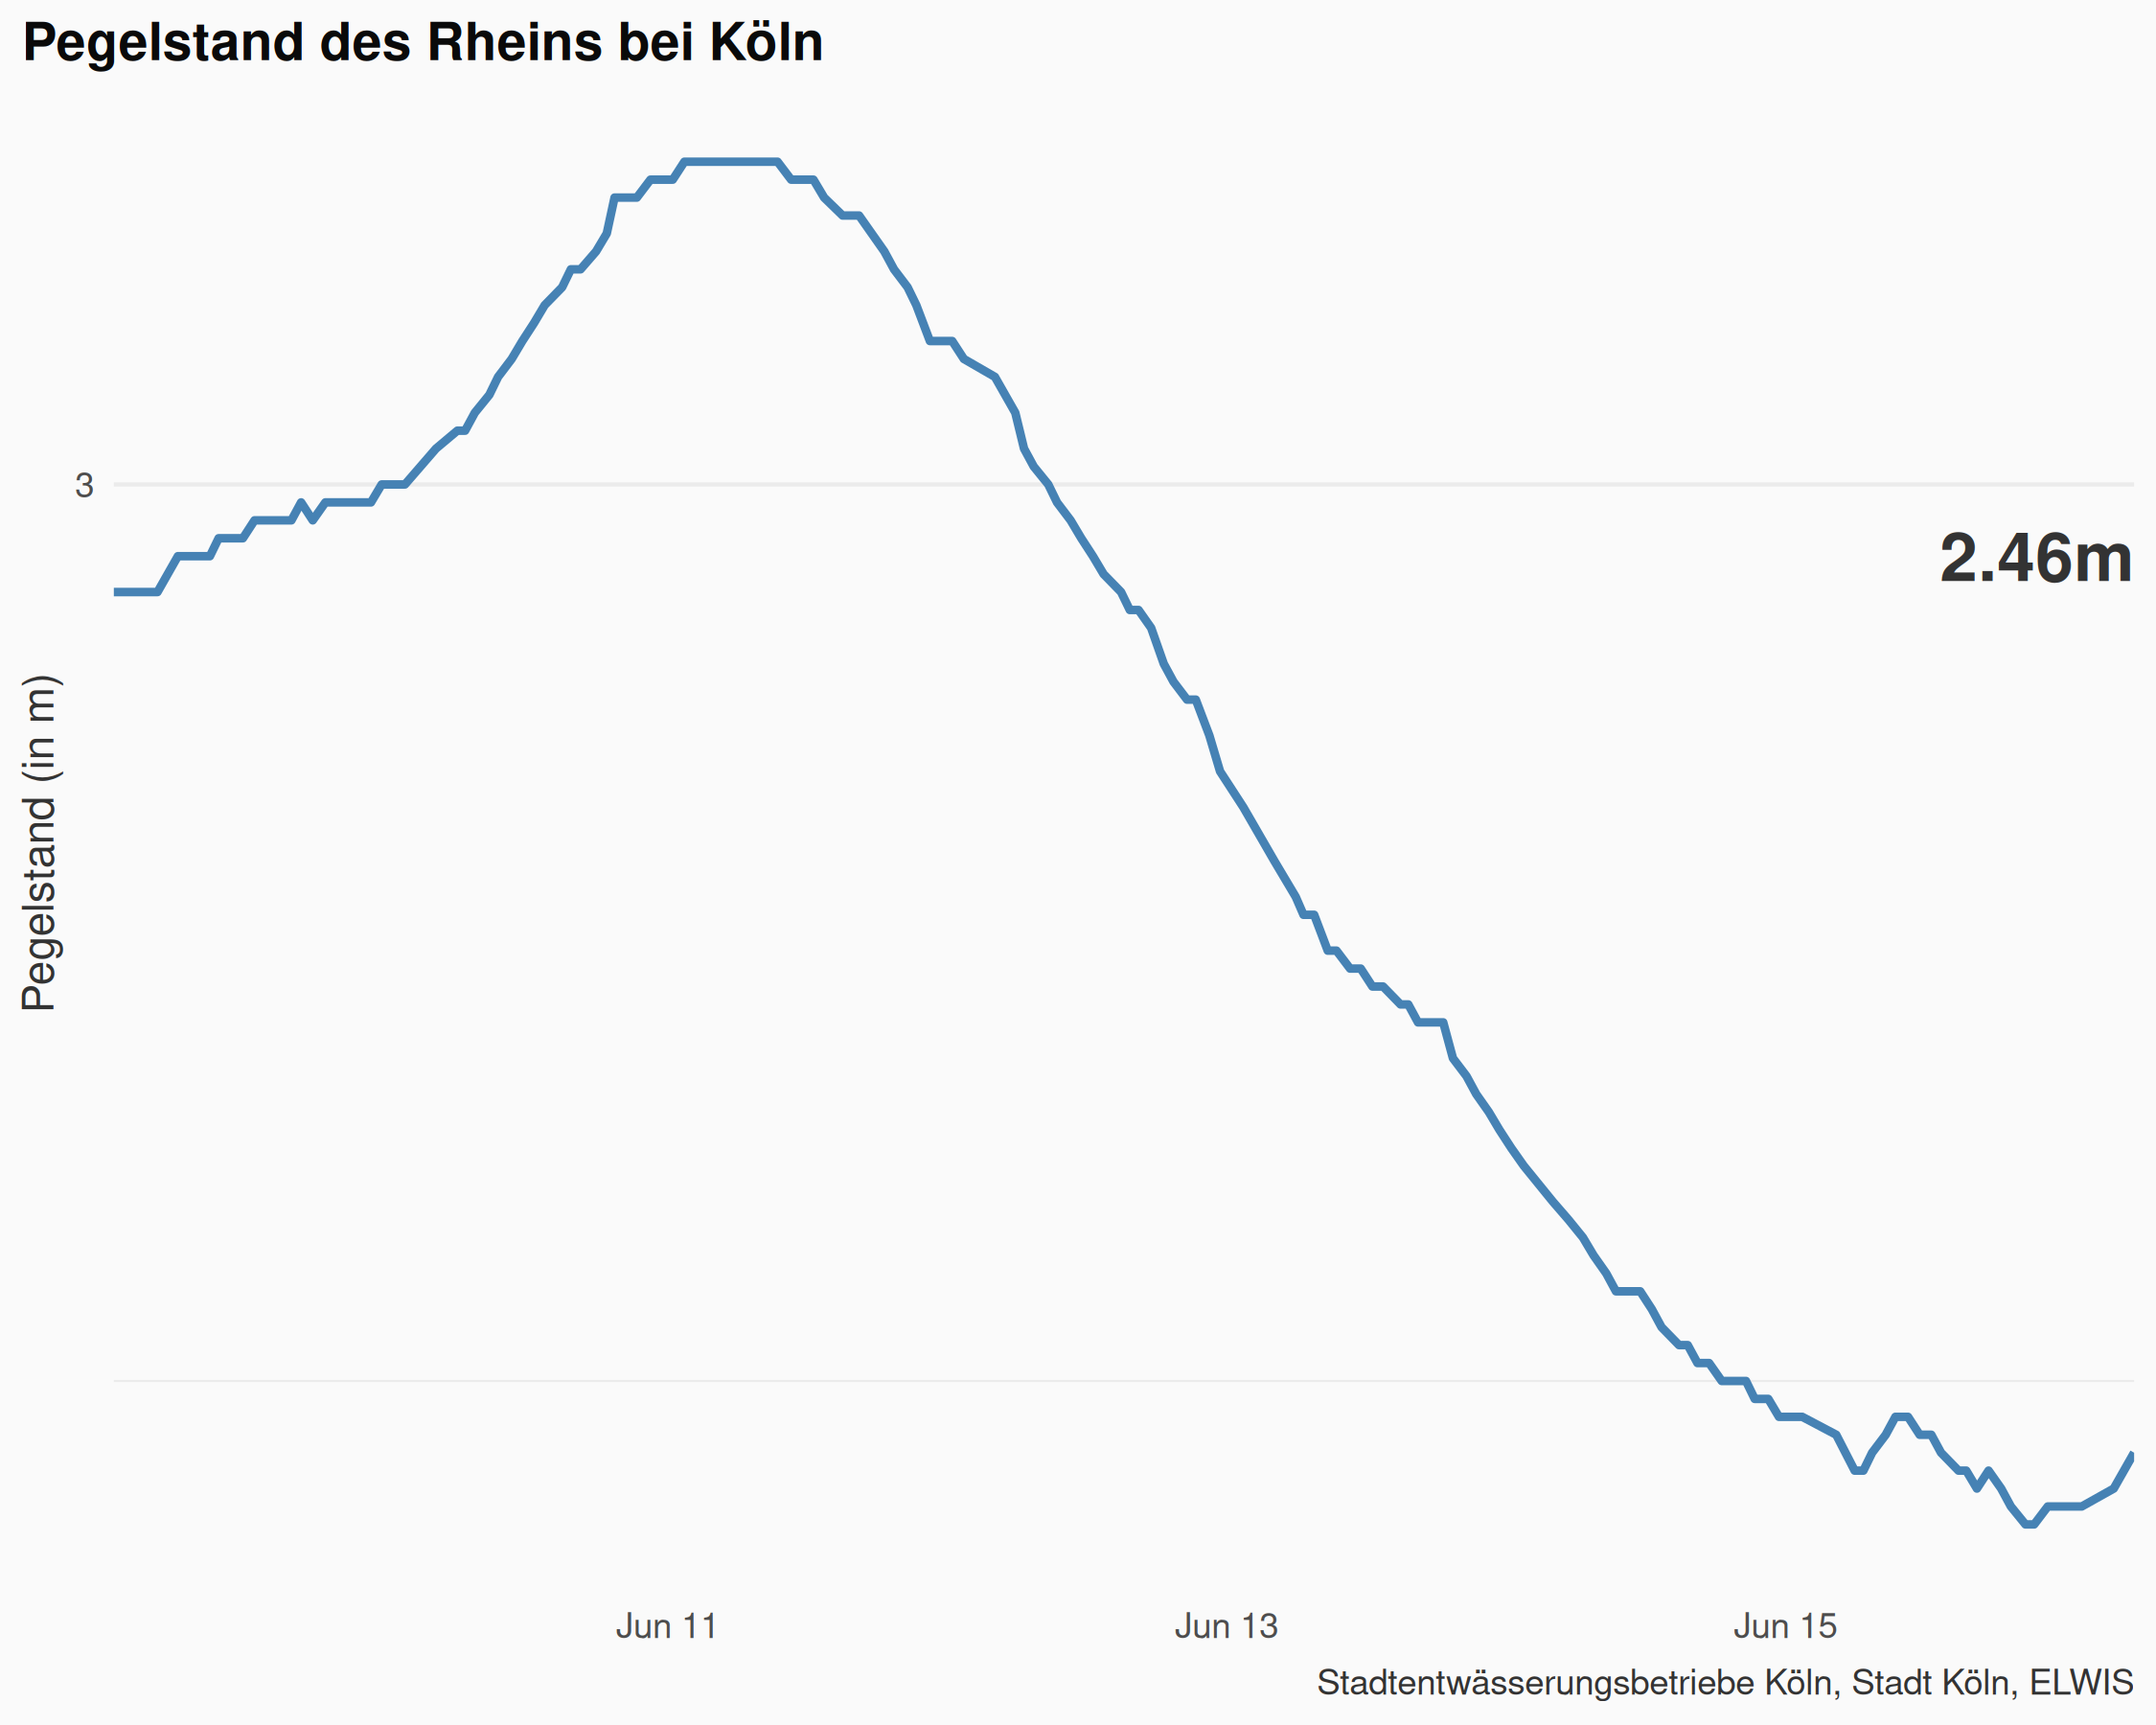 Pegelstand des Rheins bei Köln
3
2.46m
Pegelstand (in m)
Jun 11
Jun 13
Jun 15
Stadtentwässerungsbetriebe Köln, Stadt Köln, ELWIS